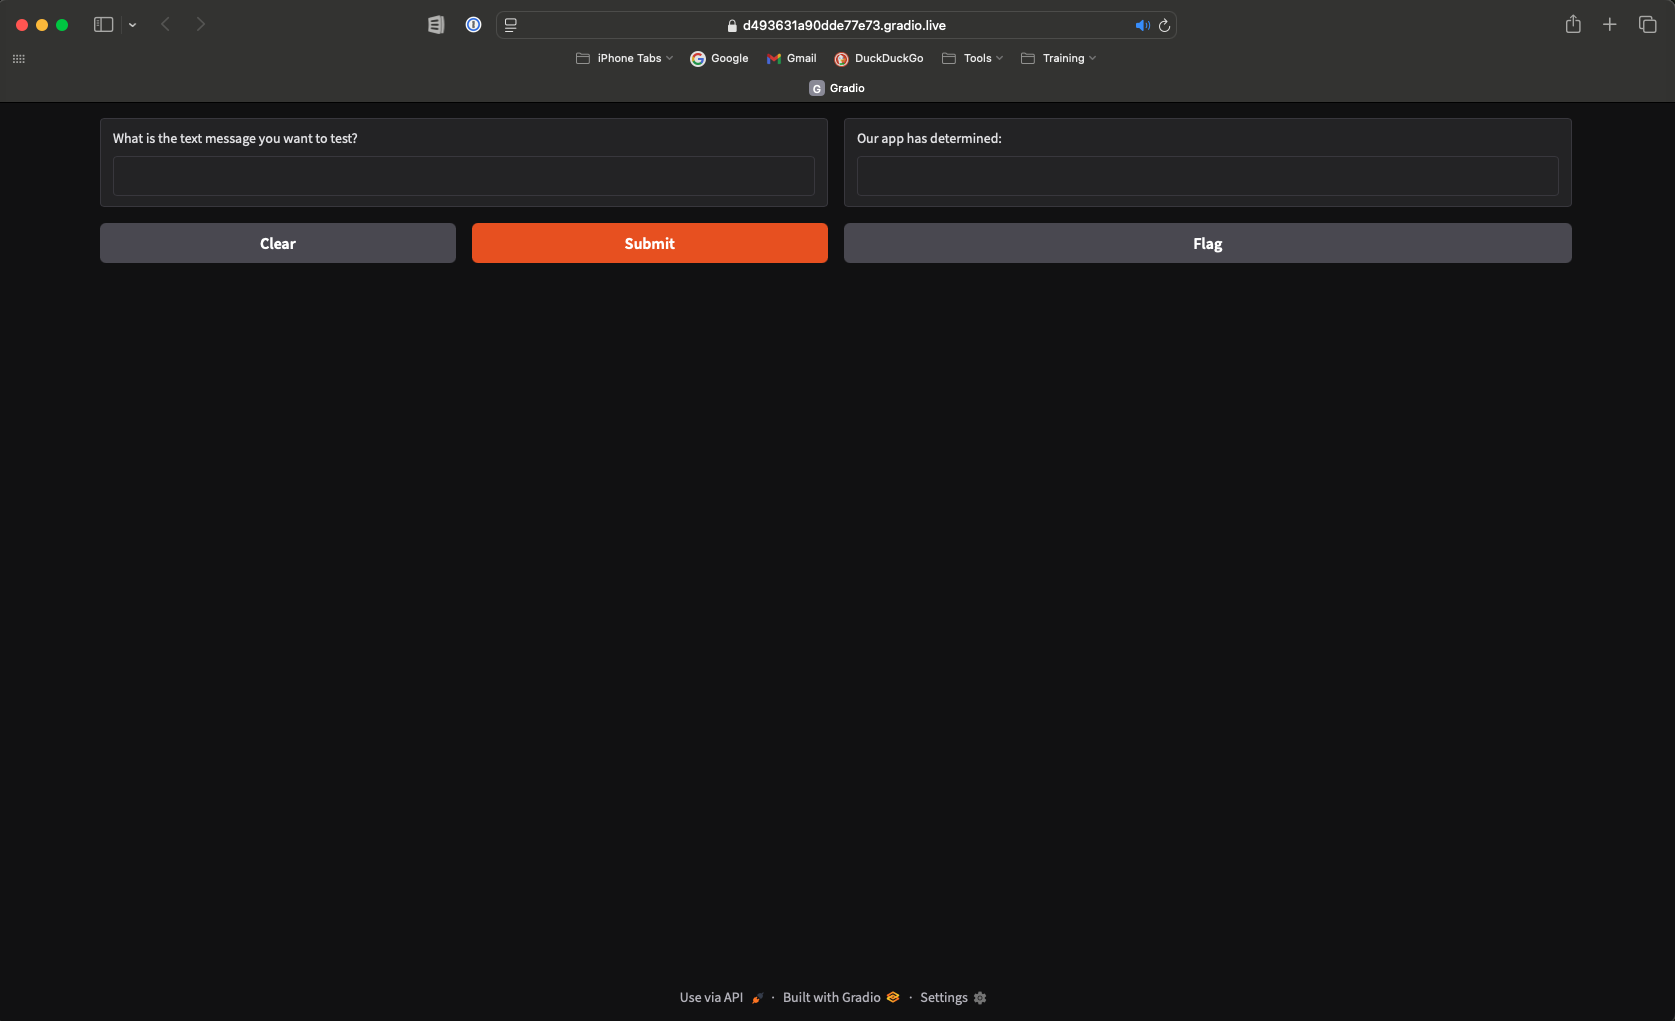 d493631a90dde77e73.gradio.live
iPhone Tabs Google Gmail DuckDuckGo Tools Training
G Gradio
What is the text message you want to test?
Our app has determined:
Clear Submit Flag
Use via API · Built with Gradio · Settings